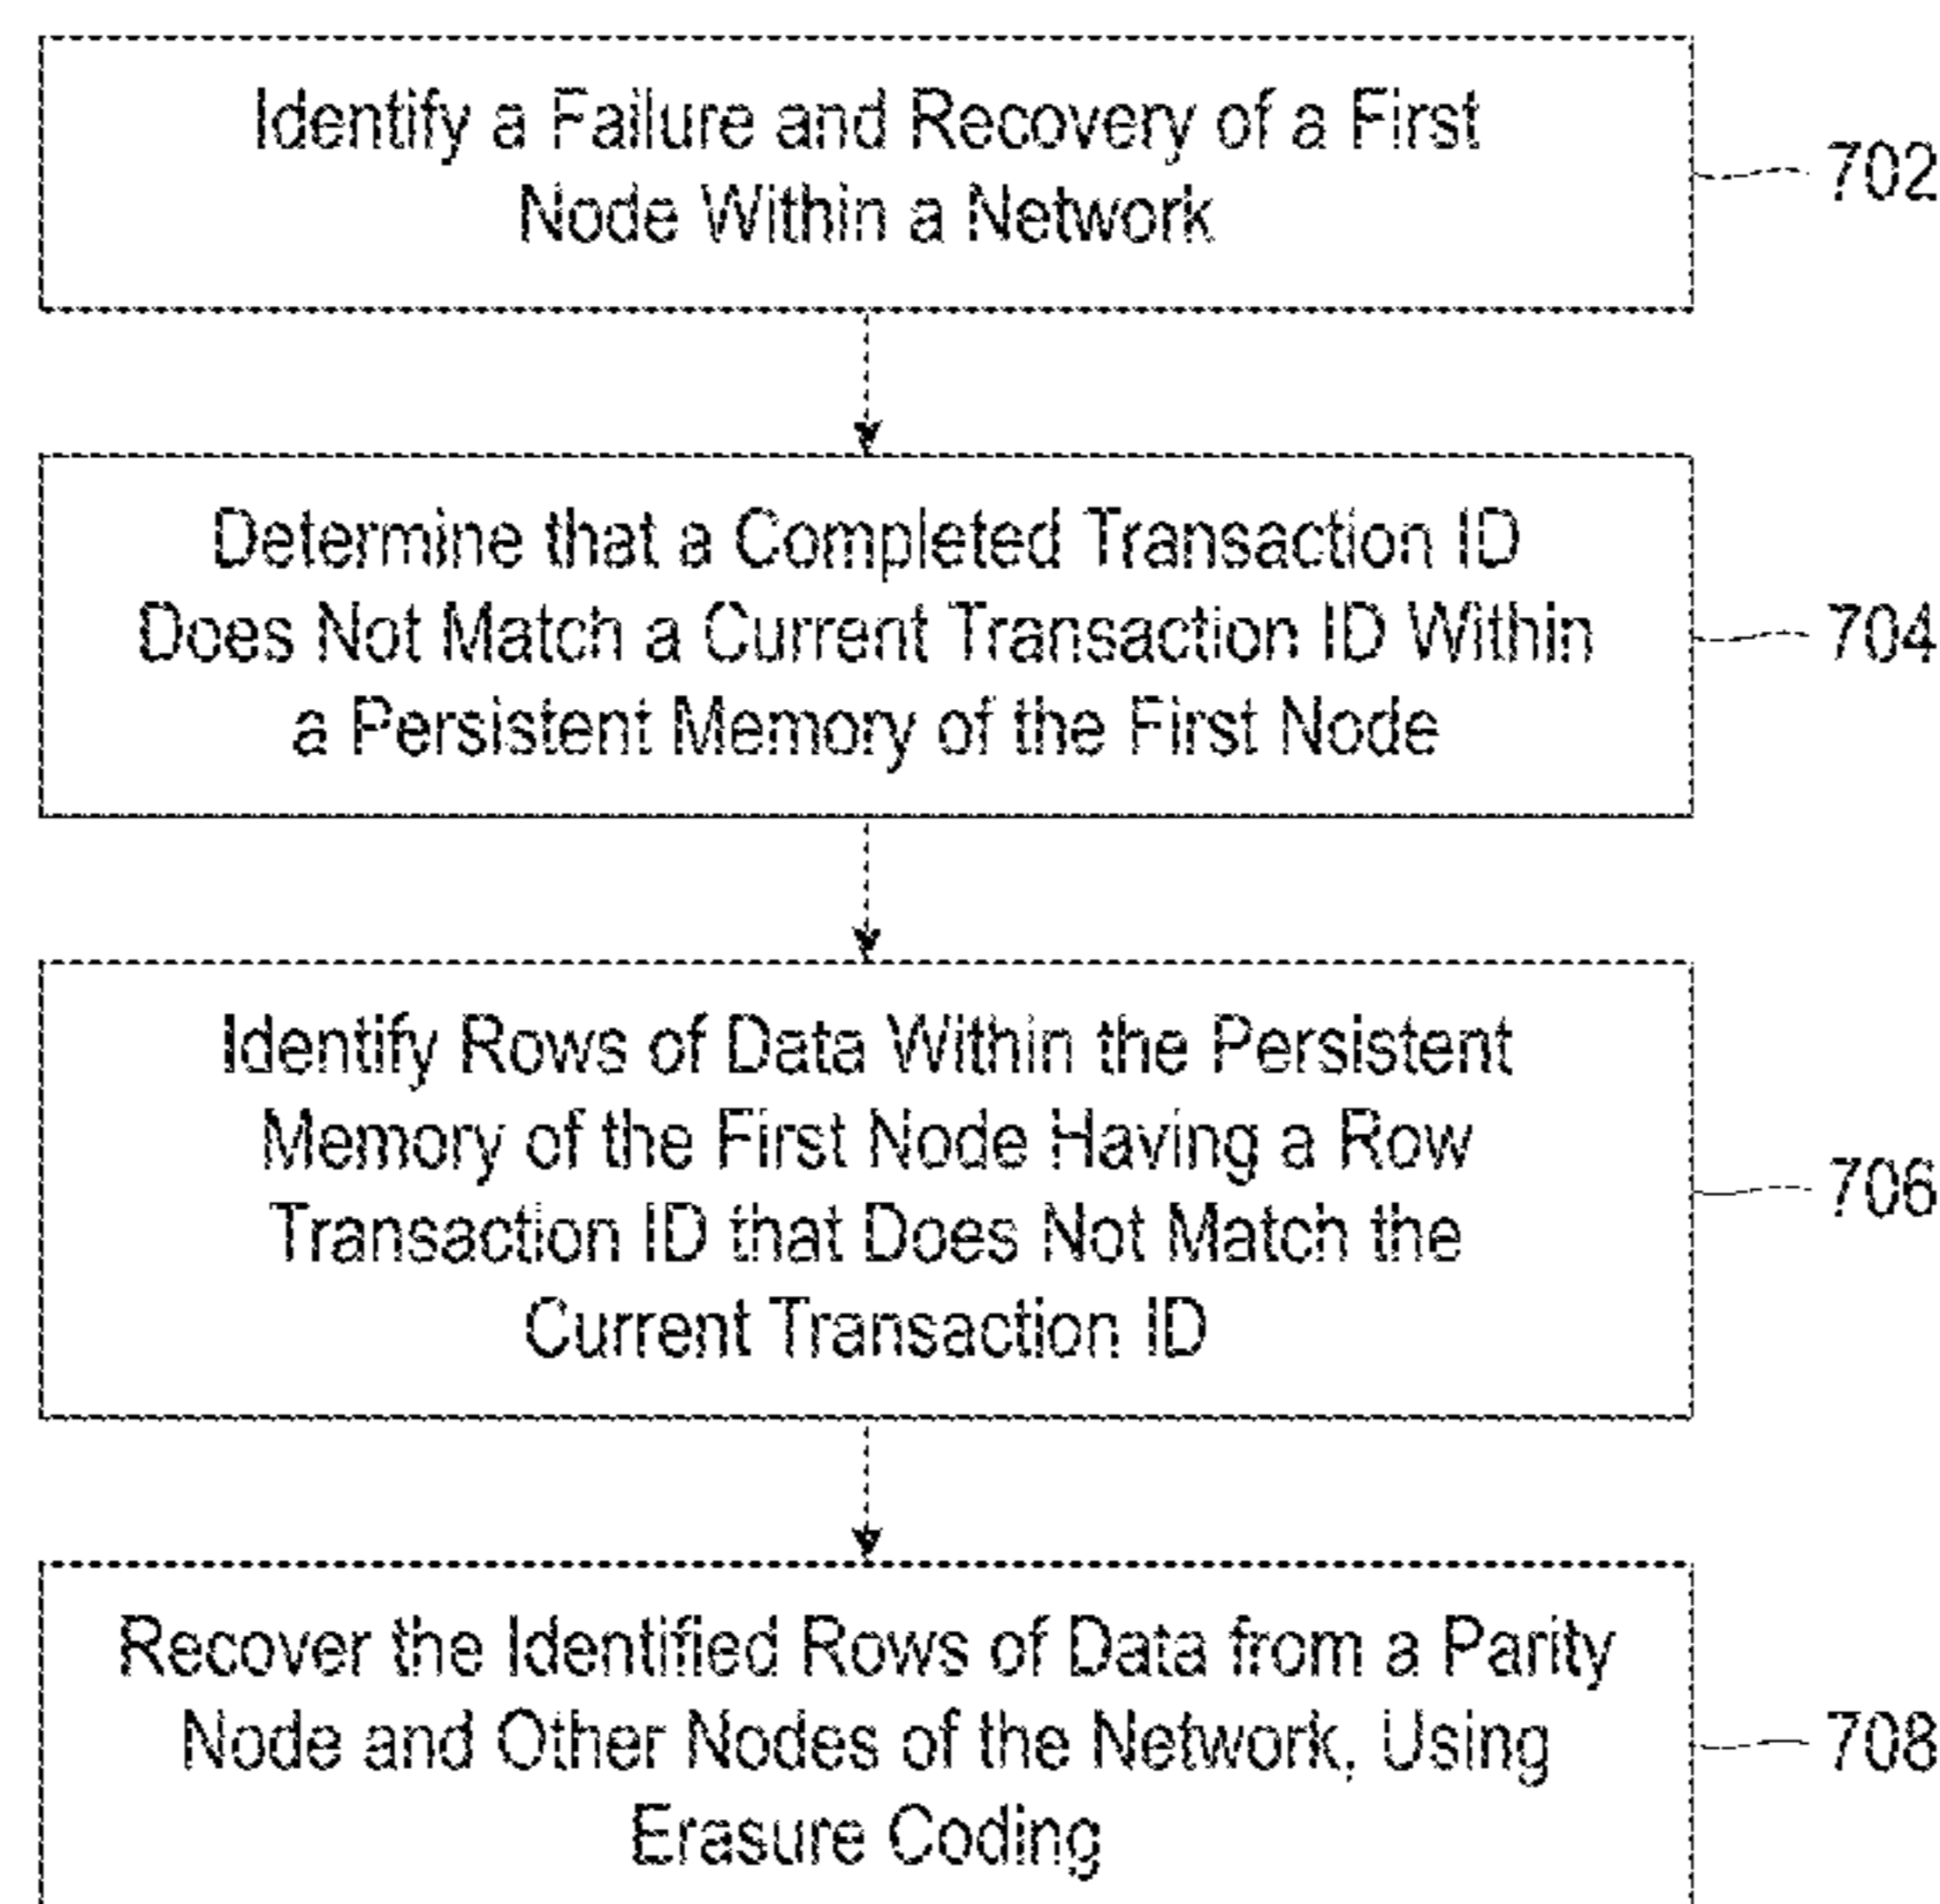 Identify a Failure and Recovery of a First
Node Within a Network
702
Determine that a Completed Transaction ID
Does Not Match a Current Transaction ID Within
a Persistent Memory of the First Node
704
Identify Rows of Data Within the Persistent
Memory of the First Node Having a Row
Transaction ID that Does Not Match the
Current Transaction ID
706
Recover the Identified Rows of Data from a Parity
Node and Other Nodes of the Network, Using
Erasure Coding
708